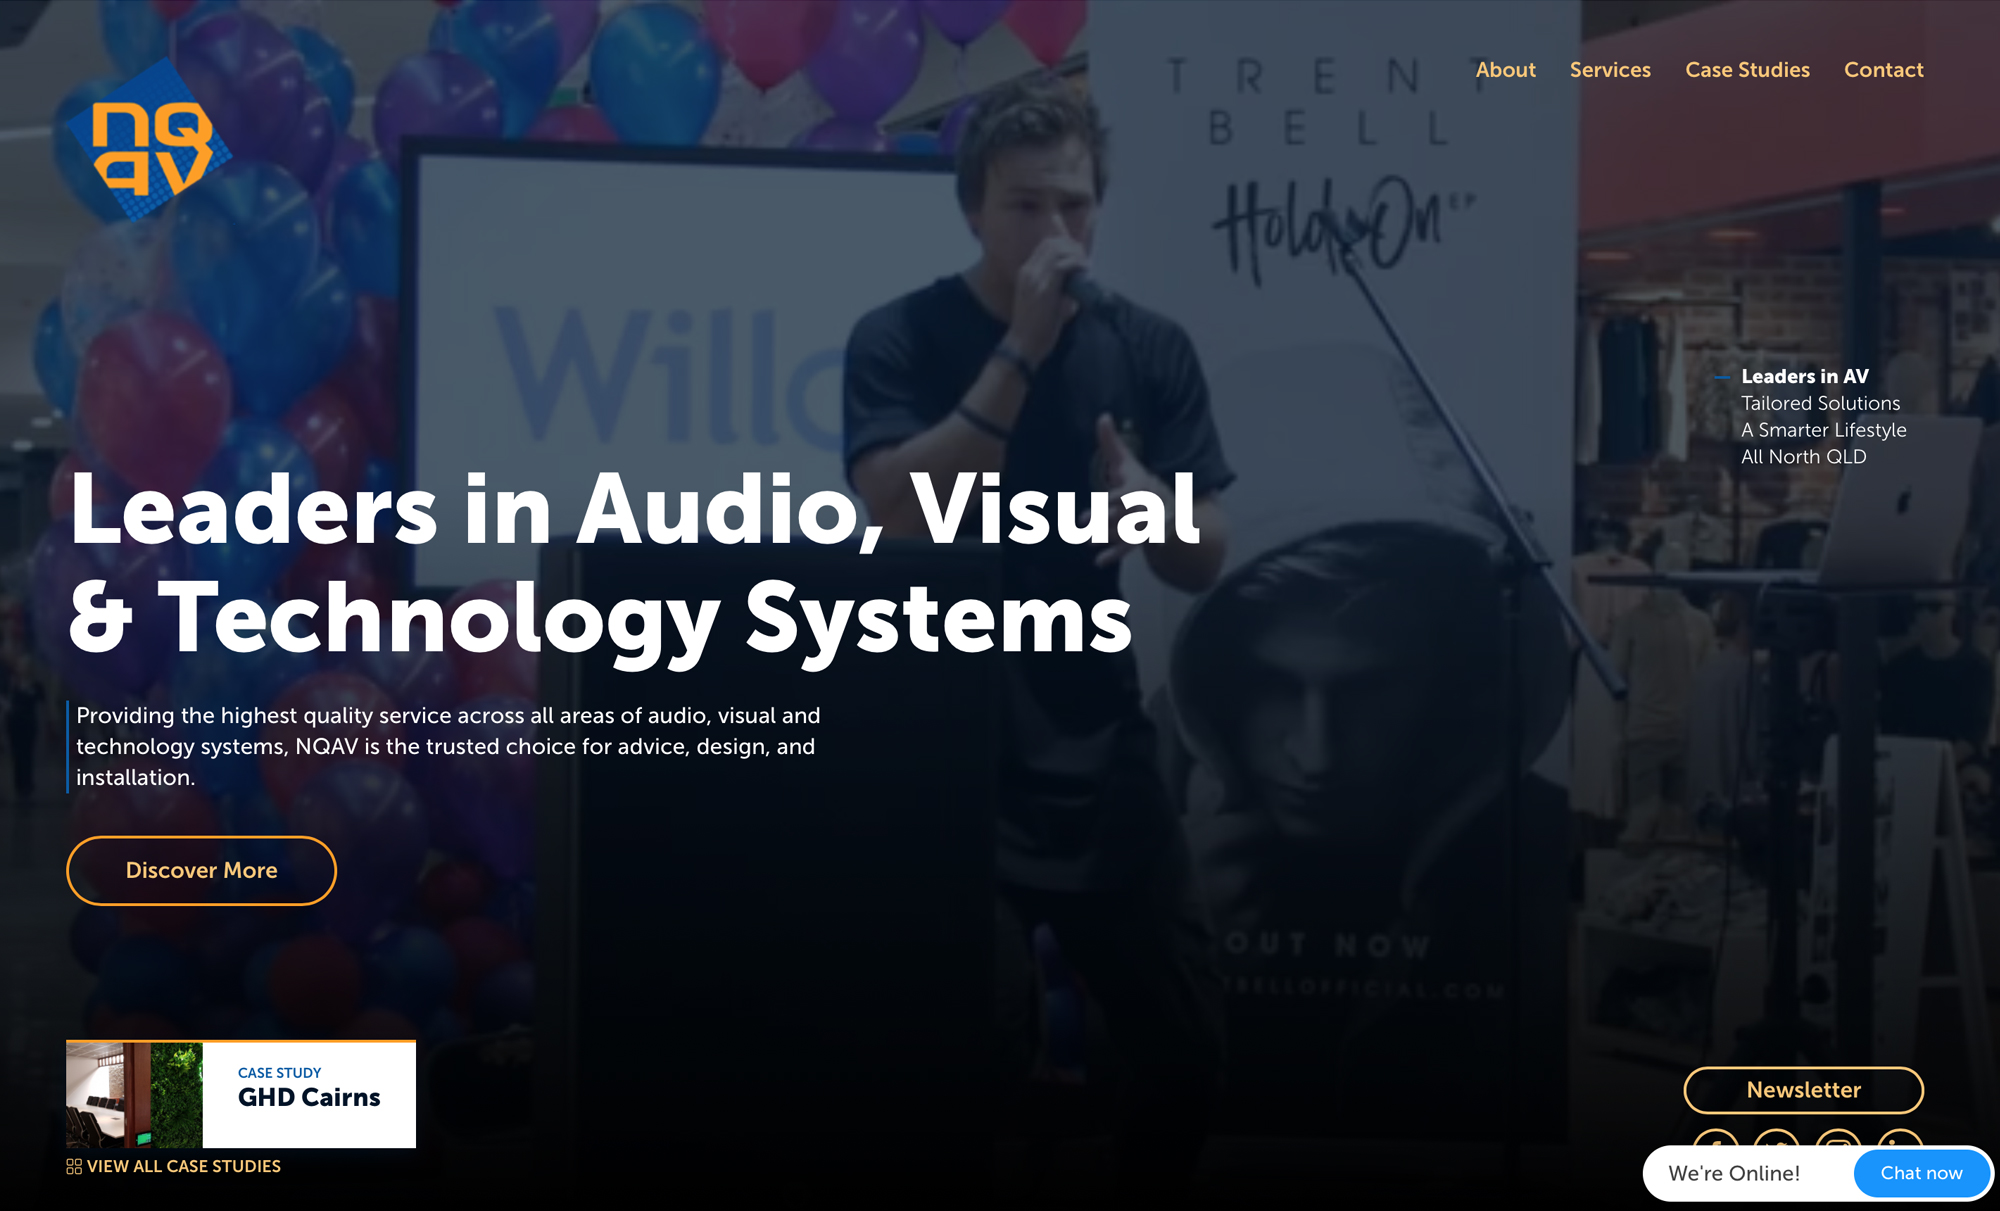 nq
av
About
Services
Case Studies
Contact
TRENT
BELL
Hold On EP
Leaders in AV
Tailored Solutions
A Smarter Lifestyle
All North QLD
Leaders in Audio, Visual
& Technology Systems
Providing the highest quality service across all areas of audio, visual and
technology systems, NQAV is the trusted choice for advice, design, and
installation.
Discover More
OUT NOW
CASE STUDY
GHD Cairns
VIEW ALL CASE STUDIES
Newsletter
We're Online!
Chat now